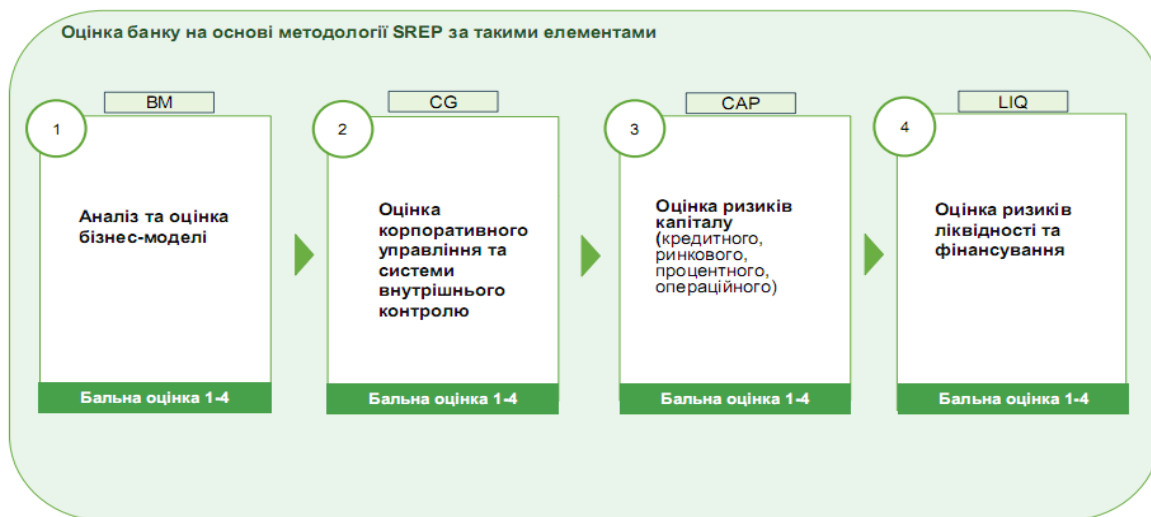 Оцінка банку на основі методології SREP за такими елементами
BM
1
Аналіз та оцінка
бізнес-моделі
Бальна оцінка 1-4
CG
2
Оцінка
корпоративного
управління та
системи
внутрішнього
контролю
Бальна оцінка 1-4
CAP
3
Оцінка ризиків
капіталу
(кредитного,
ринкового,
процентного,
операційного)
Бальна оцінка 1-4
LIQ
4
Оцінка ризиків
ліквідності та
фінансування
Бальна оцінка 1-4